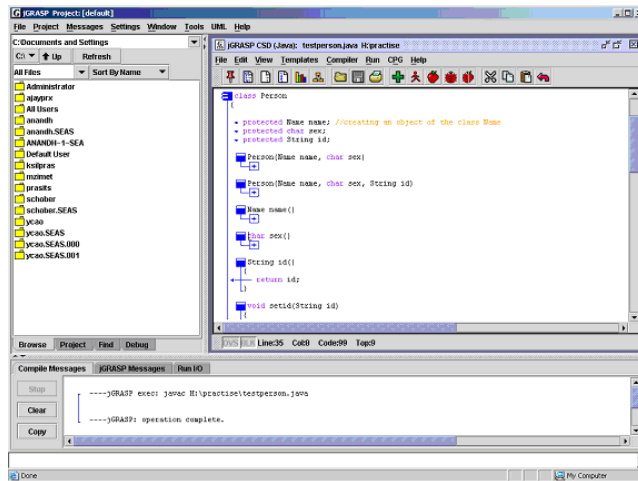 jGRASP Project: [default]
File Project Messages Settings Window Tools UML Help
C:Documents and Settings
C:\ Up Refresh
All Files Sort By Name
Administrator
ajayprx
All Users
anandh
anandh.SEAS
ANANDH~1~SEA
Default User
ksilpras
mzimet
prasits
schober
schober.SEAS
ycao
ycao.SEAS
ycao.SEAS.000
ycao.SEAS.001
Browse Project Find Debug
jGRASP CSD (Java): testperson.java H:\practise
File Edit View Templates Compiler Run CPG Help
class Person
{
protected Name name; //creating an object of the class Name
protected char sex;
protected String id;
Person(Name name, char sex)
Person(Name name, char sex, String id)
Name name()
char sex()
String id()
{
return id;
}
void setid(String id)
{
OVS BLK Line:35 Col:0 Code:99 Top:9
Compile Messages jGRASP Messages Run I/O
Stop
Clear
Copy
----jGRASP exec: javac H:\practise\testperson.java
----jGRASP: operation complete.
Done My Computer